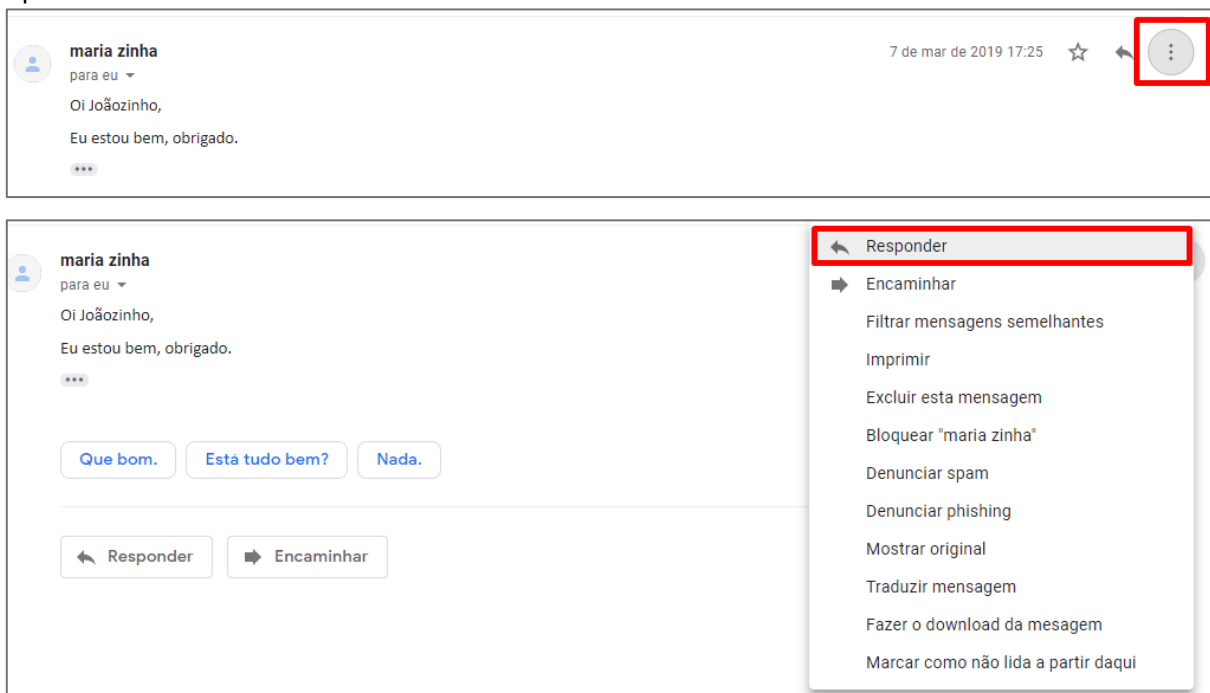 maria zinha
7 de mar de 2019 17:25
para eu
Oi Joãozinho,
Eu estou bem, obrigado.
maria zinha
para eu
Oi Joãozinho,
Eu estou bem, obrigado.
Que bom.
Está tudo bem?
Nada.
Responder
Encaminhar
Responder
Encaminhar
Filtrar mensagens semelhantes
Imprimir
Excluir esta mensagem
Bloquear "maria zinha"
Denunciar spam
Denunciar phishing
Mostrar original
Traduzir mensagem
Fazer o download da mesagem
Marcar como não lida a partir daqui